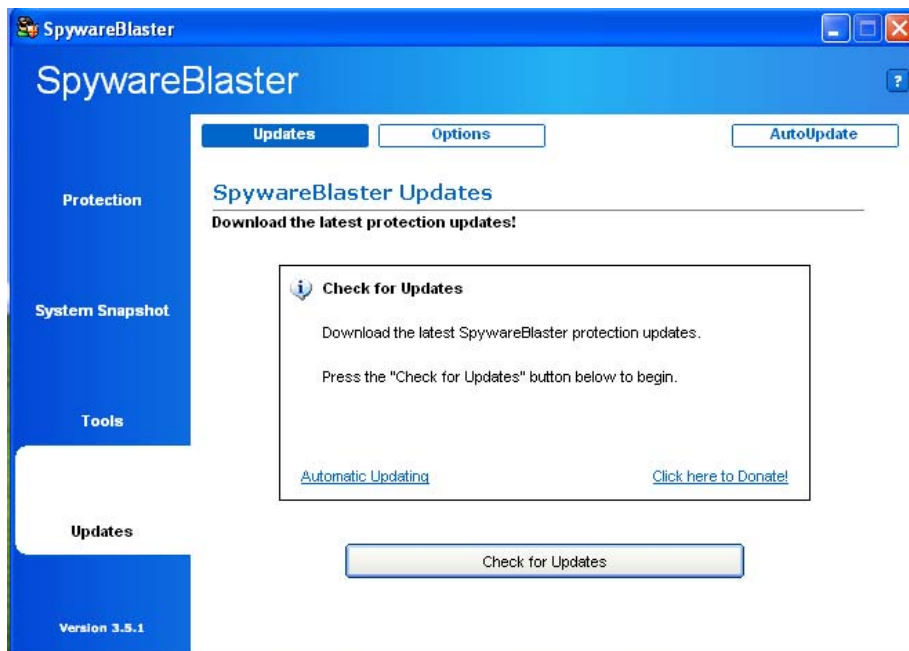 SpywareBlaster
SpywareBlaster
?
Updates
Options
AutoUpdate
Protection
System Snapshot
Tools
Updates
Version 3.5.1
SpywareBlaster Updates
Download the latest protection updates!
Check for Updates
Download the latest SpywareBlaster protection updates.
Press the "Check for Updates" button below to begin.
Automatic Updating
Click here to Donate!
Check for Updates